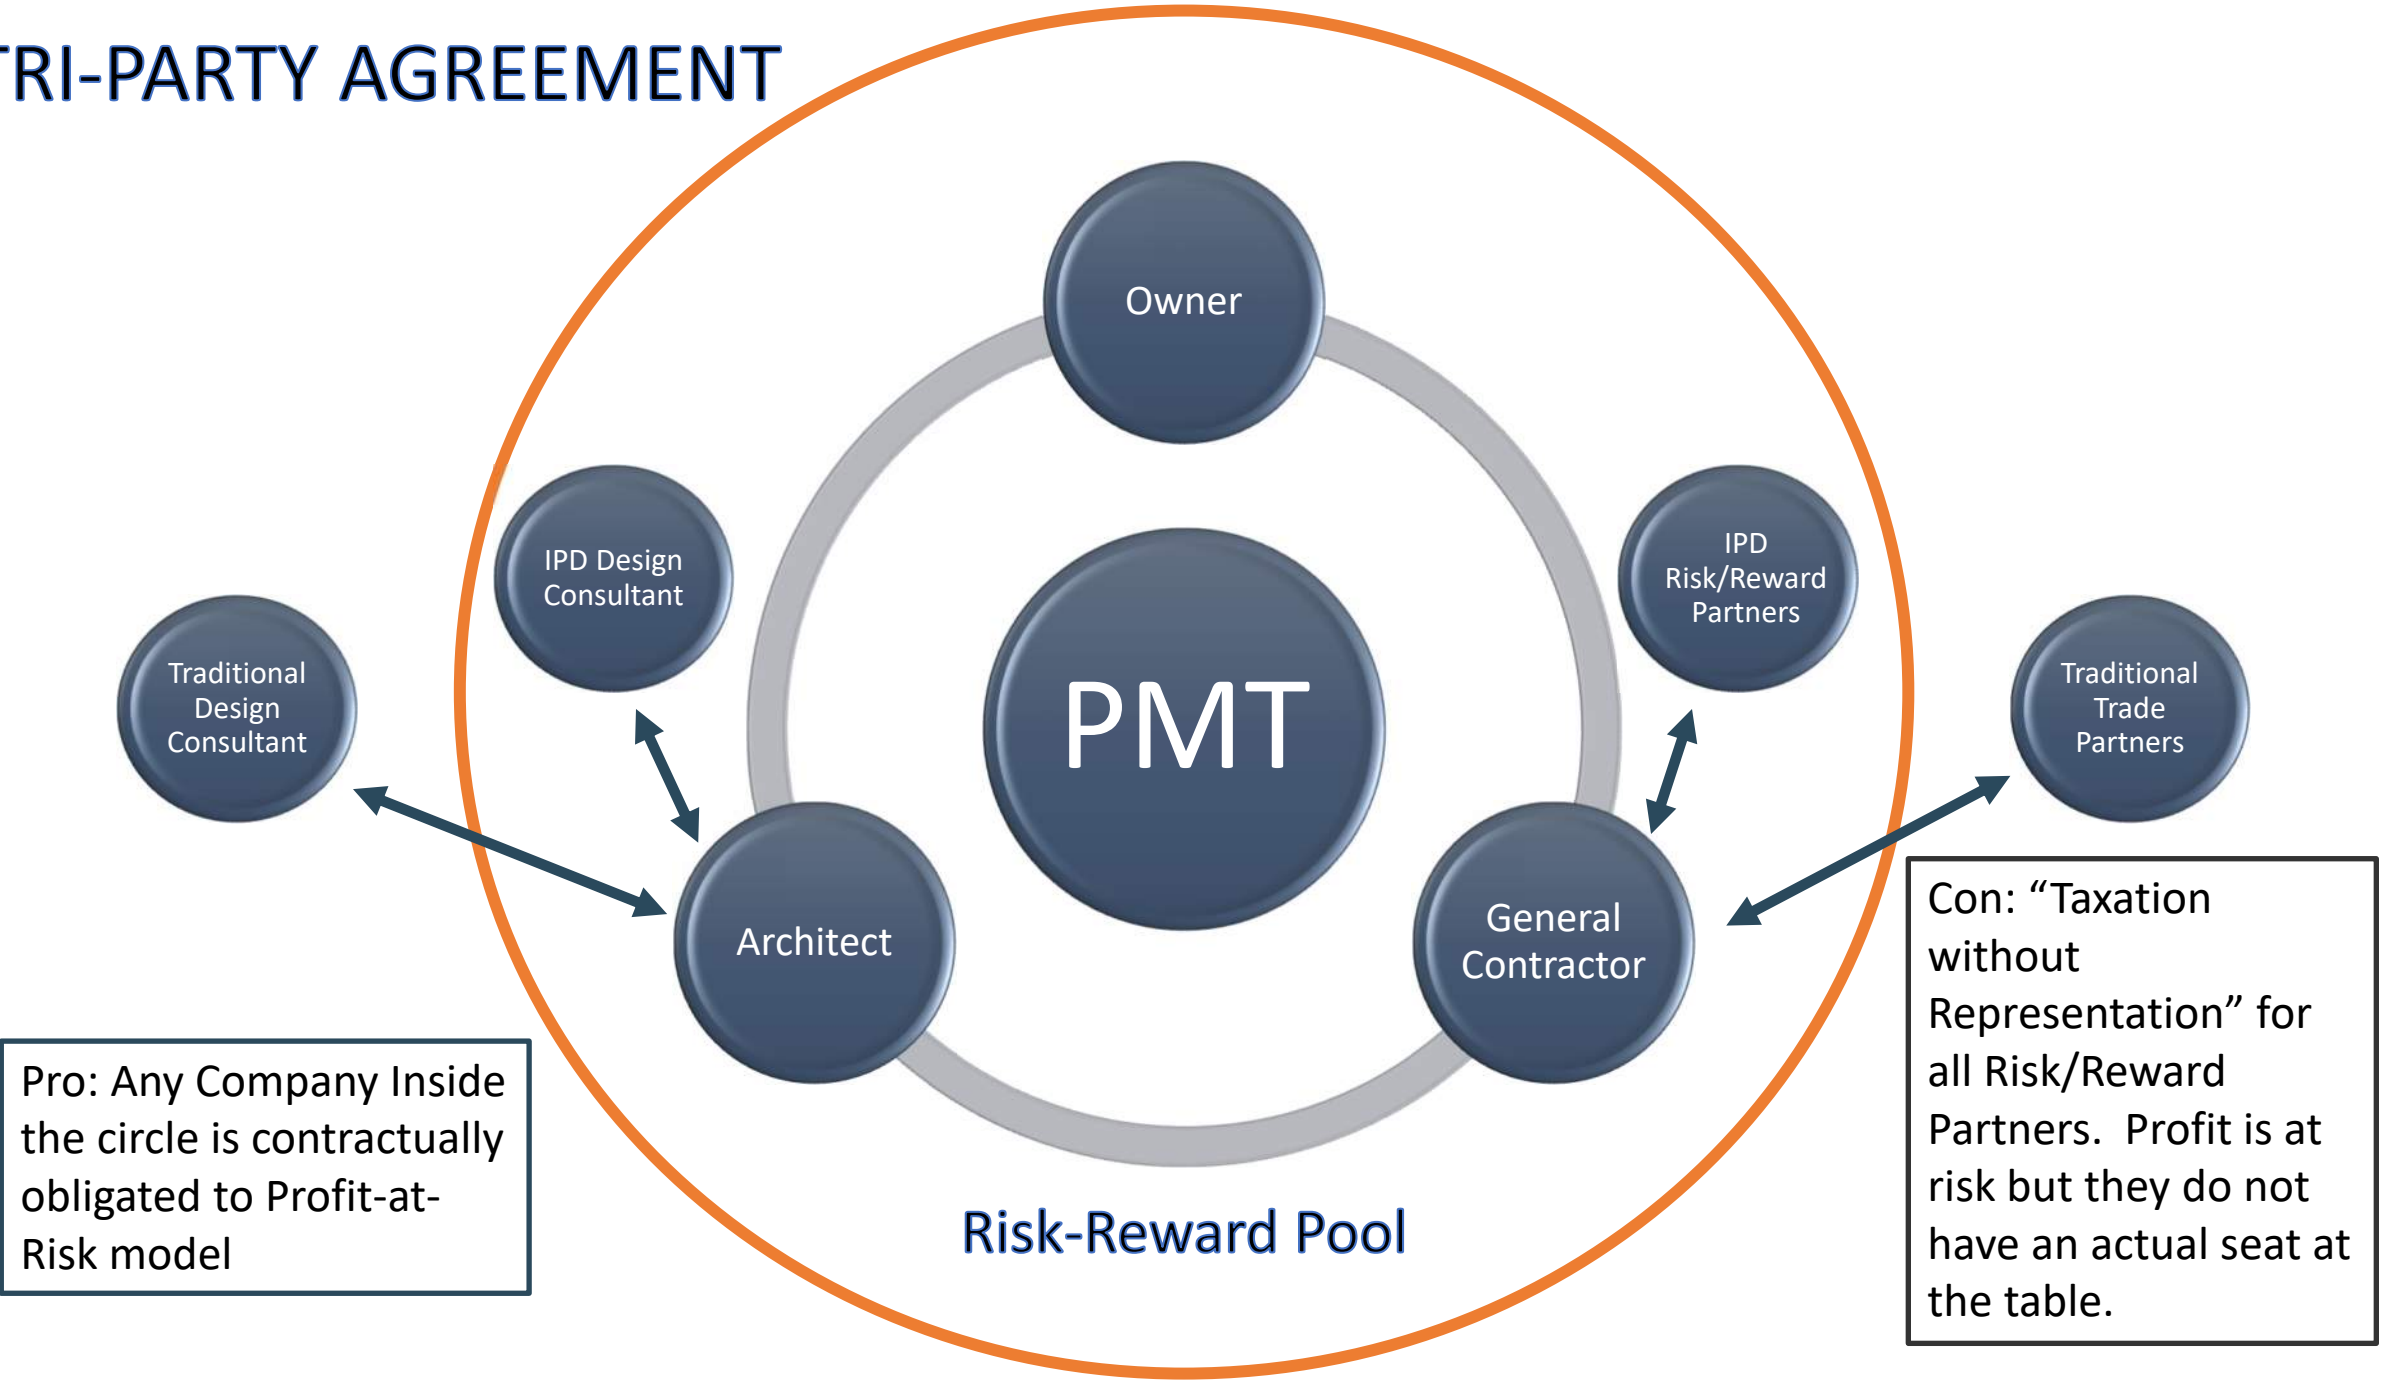 TRI-PARTY AGREEMENT
Owner
IPD Design
Consultant
IPD
Risk/Reward
Partners
Traditional
Design
Consultant
PMT
Traditional
Trade
Partners
Architect
General
Contractor
Pro: Any Company Inside
the circle is contractually
obligated to Profit-at-
Risk model
Con: “Taxation
without
Representation” for
all Risk/Reward
Partners.  Profit is at
risk but they do not
have an actual seat at
the table.
Risk-Reward Pool